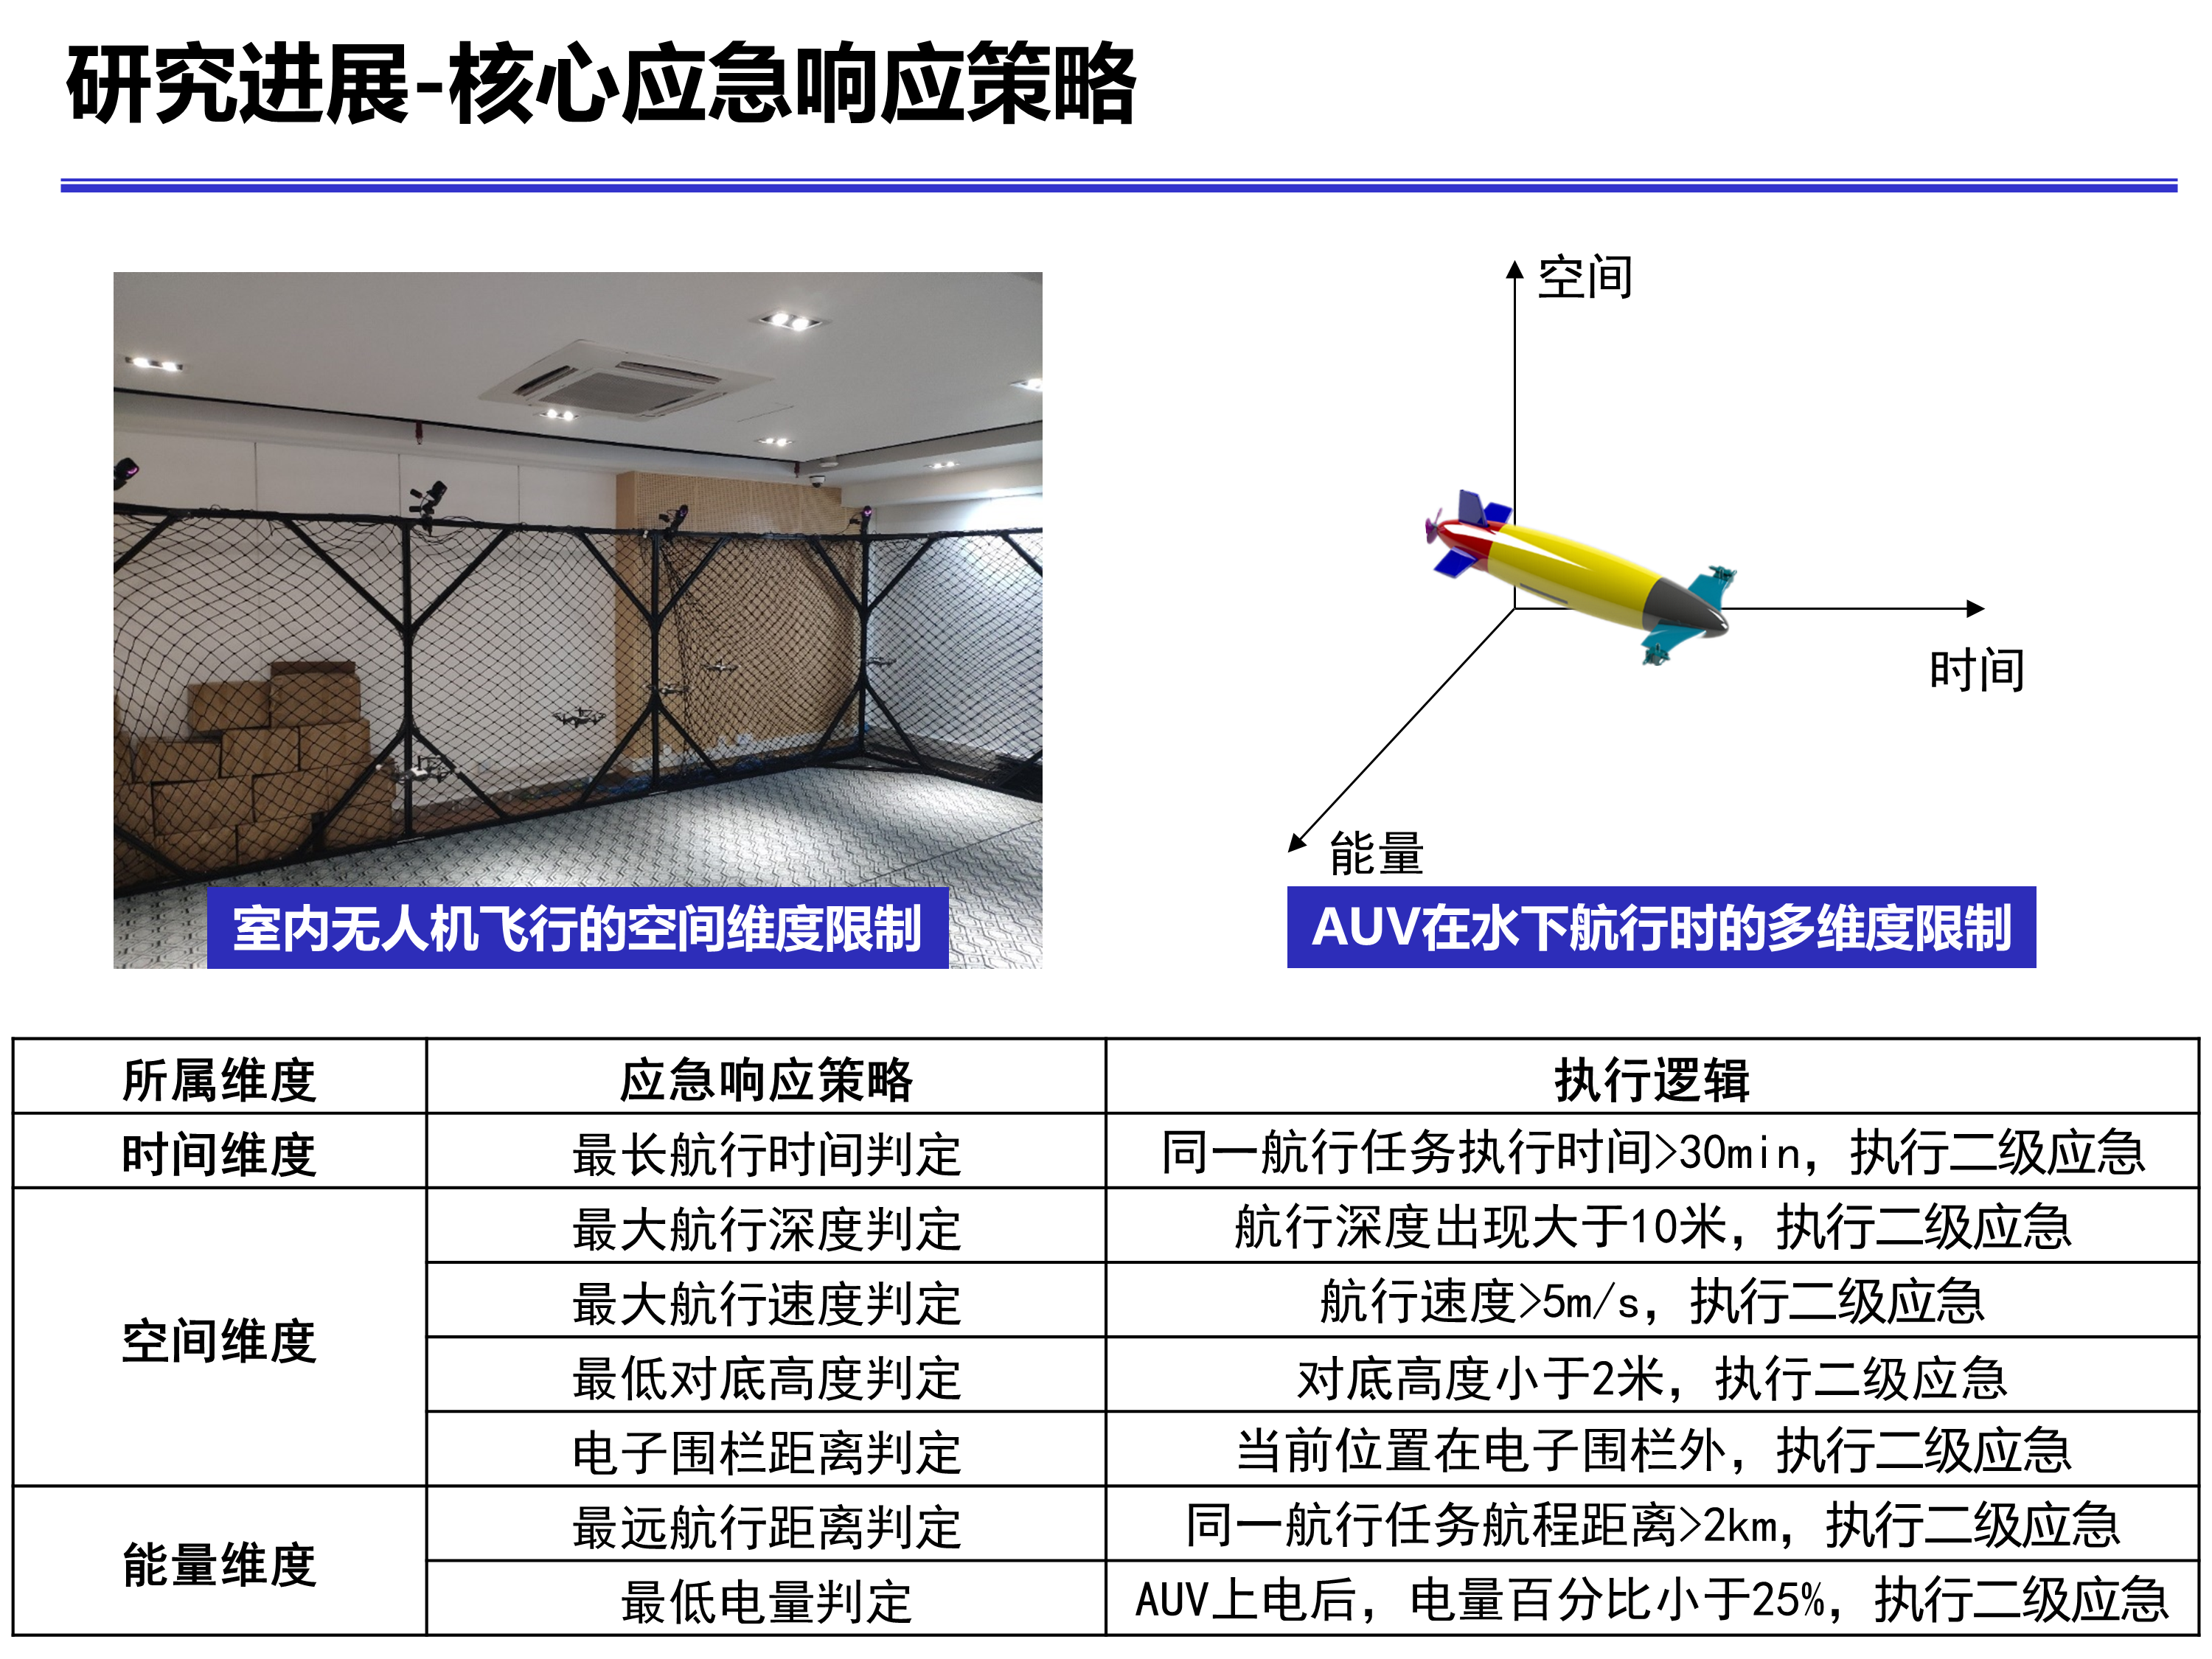 研究进展-核心应急响应策略
空间
时间
能量
室内无人机飞行的空间维度限制
AUV在水下航行时的多维度限制
所属维度 应急响应策略 执行逻辑
时间维度 最长航行时间判定 同一航行任务执行时间>30min，执行二级应急
空间维度 最大航行深度判定 航行深度出现大于10米，执行二级应急
最大航行速度判定 航行速度>5m/s，执行二级应急
最低对底高度判定 对底高度小于2米，执行二级应急
电子围栏距离判定 当前位置在电子围栏外，执行二级应急
能量维度 最远航行距离判定 同一航行任务航程距离>2km，执行二级应急
最低电量判定 AUV上电后，电量百分比小于25%，执行二级应急